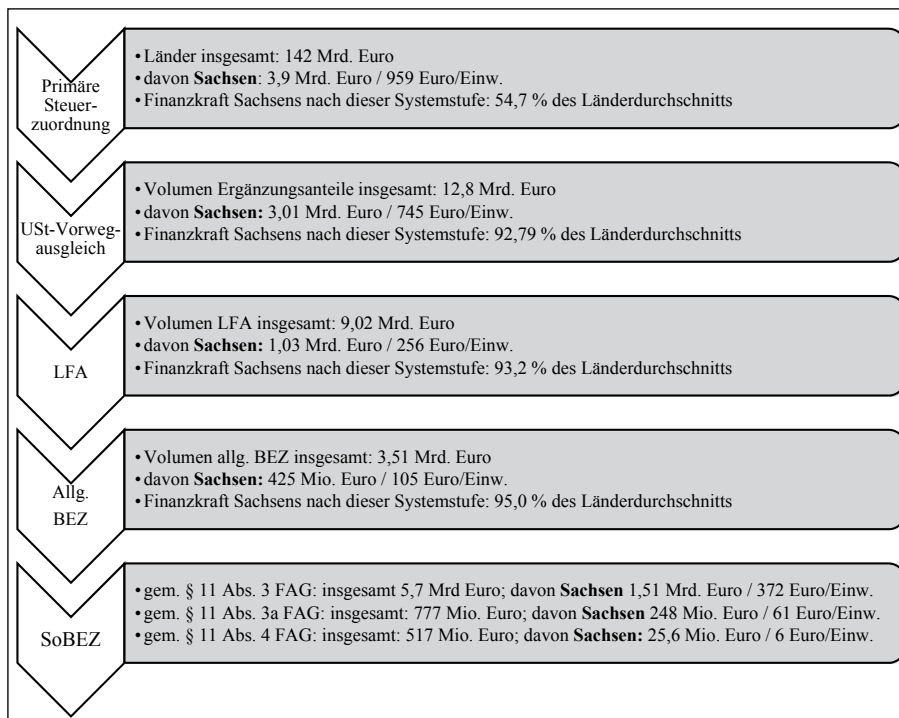 Primäre
Steuer-
zuordnung
•Länder insgesamt: 142 Mrd. Euro
•davon Sachsen: 3,9 Mrd. Euro / 959 Euro/Einw.
•Finanzkraft Sachsens nach dieser Systemstufe: 54,7 % des Länderdurchschnitts
USt-Vorweg-
ausgleich
•Volumen Ergänzungsanteile insgesamt: 12,8 Mrd. Euro
•davon Sachsen: 3,01 Mrd. Euro / 745 Euro/Einw.
•Finanzkraft Sachsens nach dieser Systemstufe: 92,79 % des Länderdurchschnitts
LFA
•Volumen LFA insgesamt: 9,02 Mrd. Euro
•davon Sachsen: 1,03 Mrd. Euro / 256 Euro/Einw.
•Finanzkraft Sachsens nach dieser Systemstufe: 93,2 % des Länderdurchschnitts
Allg.
BEZ
•Volumen allg. BEZ insgesamt: 3,51 Mrd. Euro
•davon Sachsen: 425 Mio. Euro / 105 Euro/Einw.
•Finanzkraft Sachsens nach dieser Systemstufe: 95,0 % des Länderdurchschnitts
SoBEZ
•gem. § 11 Abs. 3 FAG: insgesamt 5,7 Mrd Euro; davon Sachsen 1,51 Mrd. Euro / 372 Euro/Einw.
•gem. § 11 Abs. 3a FAG: insgesamt: 777 Mio. Euro; davon Sachsen 248 Mio. Euro / 61 Euro/Einw.
•gem. § 11 Abs. 4 FAG: insgesamt: 517 Mio. Euro; davon Sachsen: 25,6 Mio. Euro / 6 Euro/Einw.